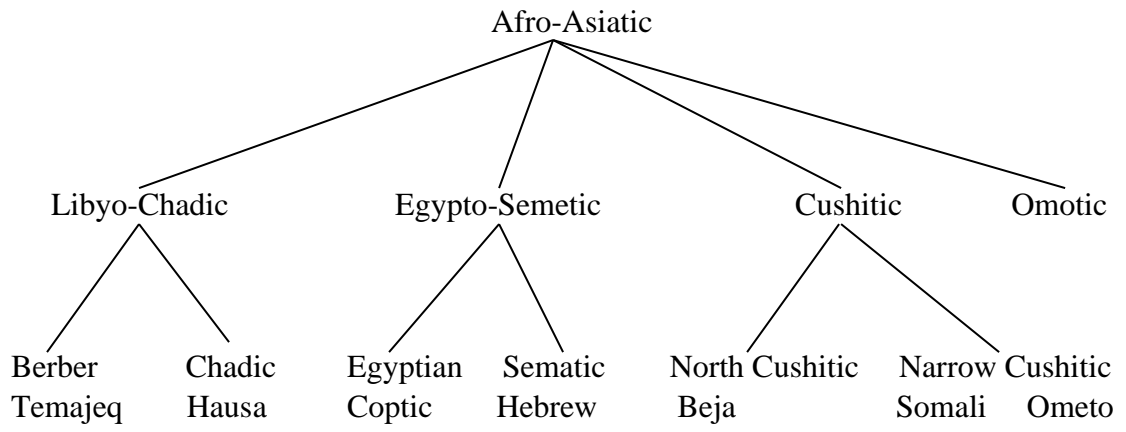 Afro-Asiatic
Libyo-Chadic Egypto-Semetic Cushitic Omotic
Berber Chadic Egyptian Sematic North Cushitic Narrow Cushitic
Temajeq Hausa Coptic Hebrew Beja Somali Ometo